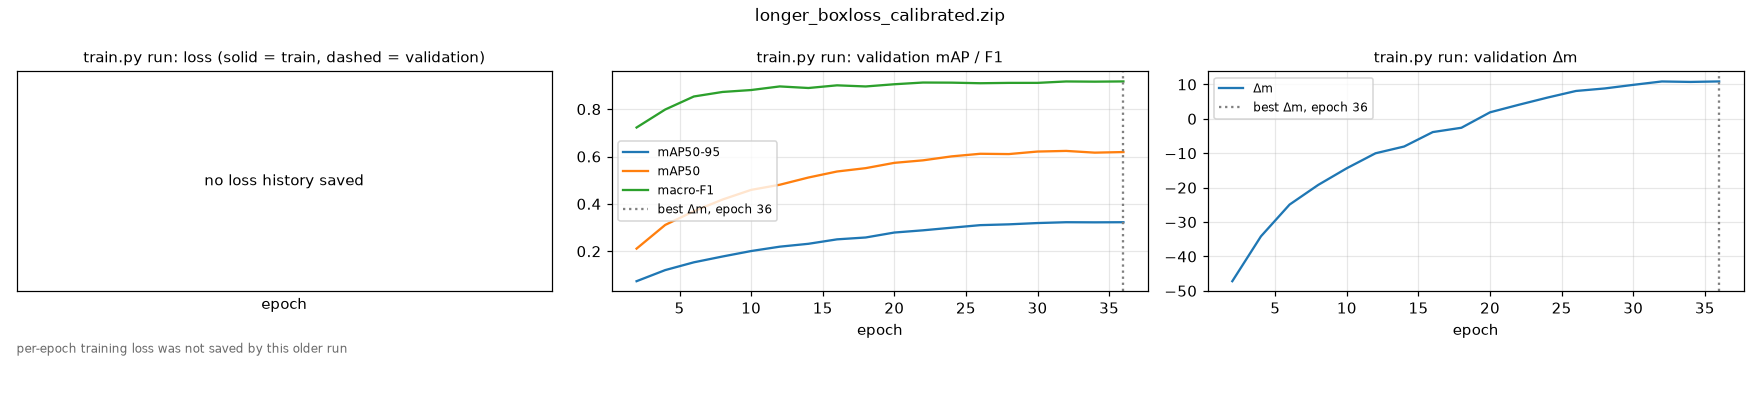 longer_boxloss_calibrated.zip
train.py run: loss (solid = train, dashed = validation)
no loss history saved
epoch
per-epoch training loss was not saved by this older run
train.py run: validation mAP / F1
0.8
0.6
0.4
0.2
mAP50-95
mAP50
macro-F1
best Δm, epoch 36
5 10 15 20 25 30 35
epoch
train.py run: validation Δm
10
0
−10
−20
−30
−40
−50
Δm
best Δm, epoch 36
5 10 15 20 25 30 35
epoch